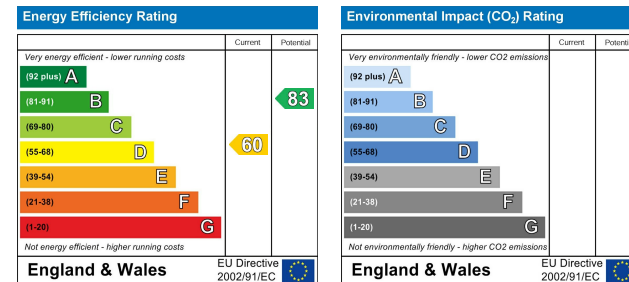 Energy Efficiency Rating
Current Potential
Very energy efficient - lower running costs
(92 plus) A
(81-91) B
83
(69-80) C
(55-68) D
60
(39-54) E
(21-38) F
(1-20) G
Not energy efficient - higher running costs
England & Wales
EU Directive
2002/91/EC
Environmental Impact (CO₂) Rating
Current Potential
Very environmentally friendly - lower CO2 emissions
(92 plus) A
(81-91) B
(69-80) C
(55-68) D
(39-54) E
(21-38) F
(1-20) G
Not environmentally friendly - higher CO2 emissions
England & Wales
EU Directive
2002/91/EC